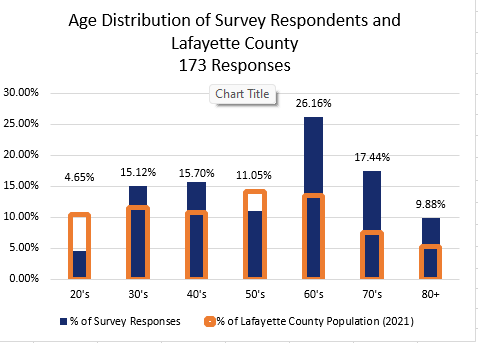 Age Distribution of Survey Respondents and
Lafayette County
173 Responses
Chart Title
30.00%
25.00%
20.00%
15.00%
10.00%
5.00%
0.00%
4.65%
15.12%
15.70%
11.05%
26.16%
17.44%
9.88%
20's
30's
40's
50's
60's
70's
80+
% of Survey Responses
% of Lafayette County Population (2021)